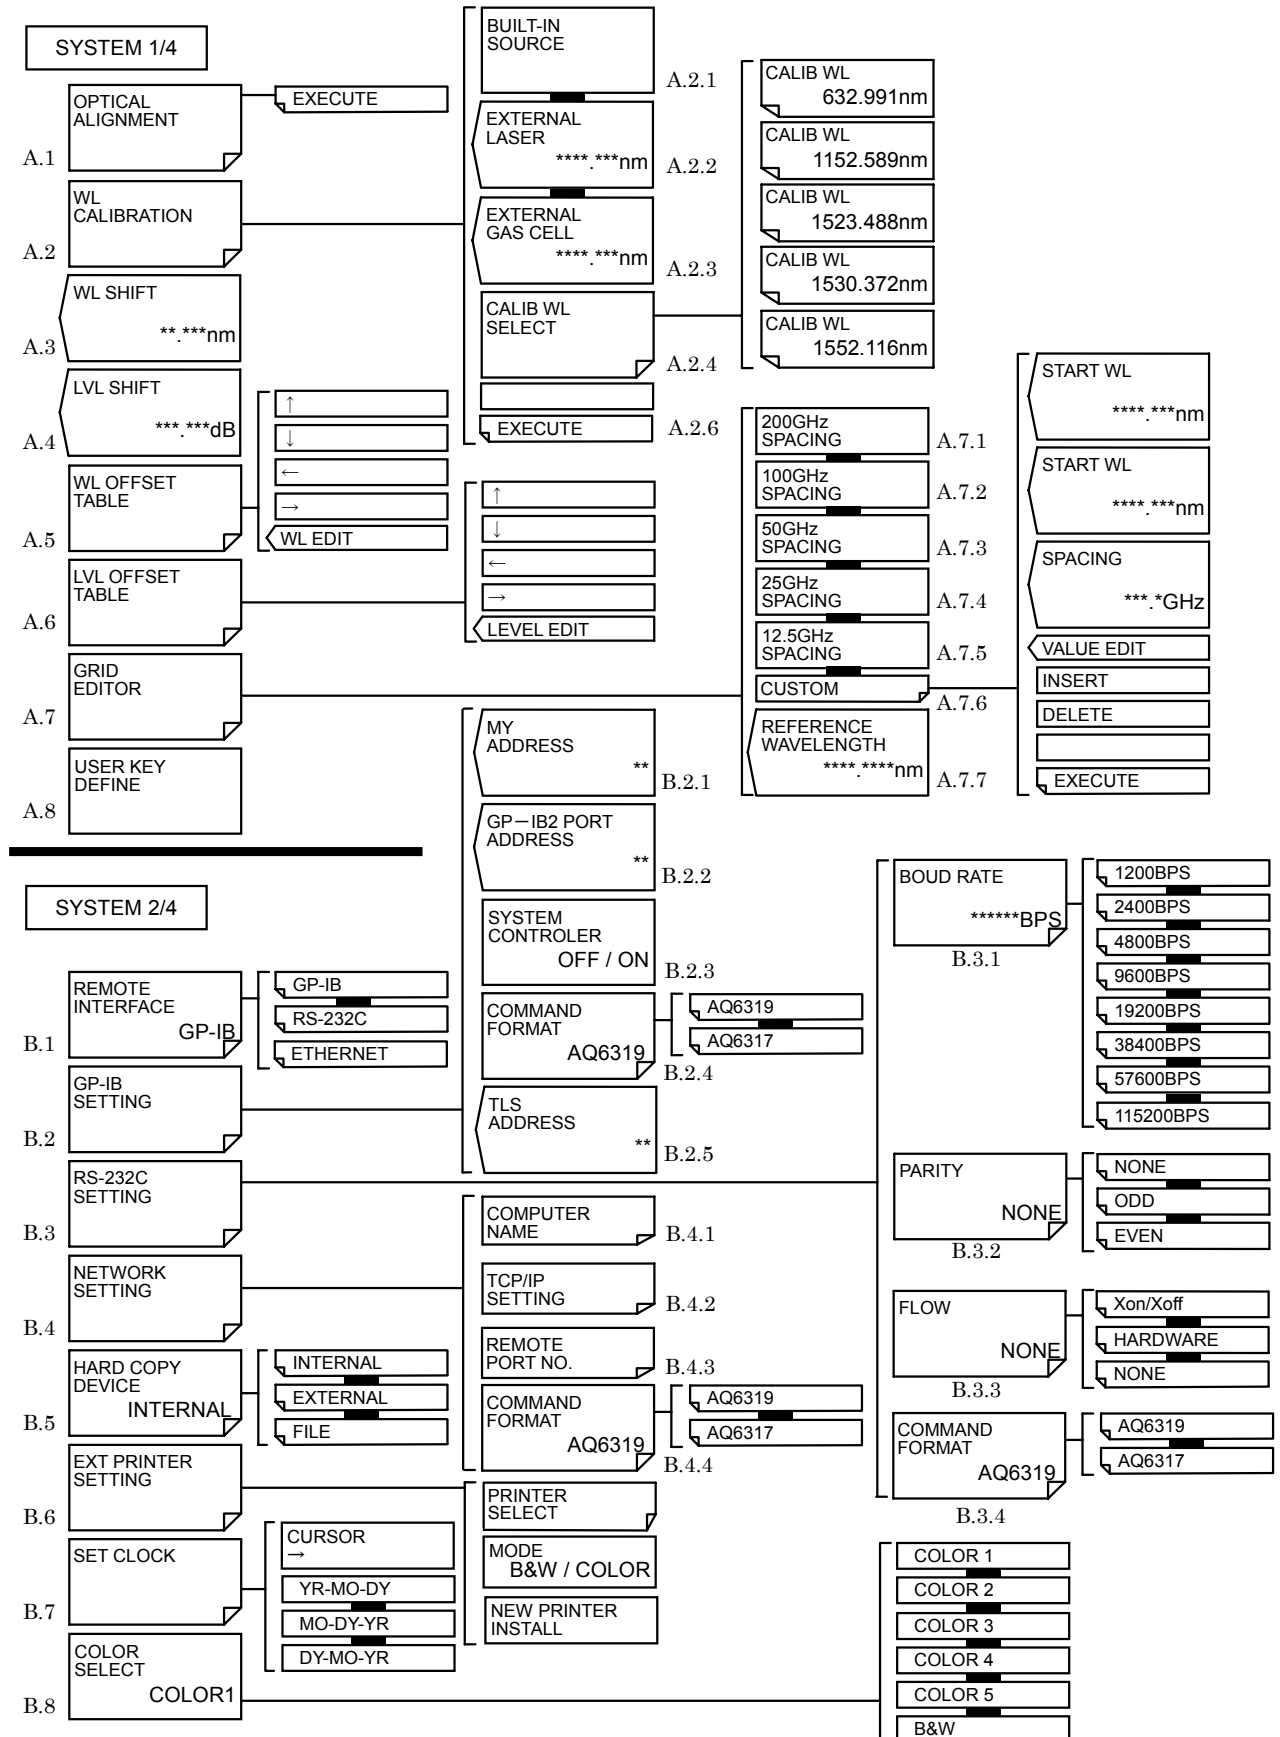 SYSTEM 1/4
OPTICAL
ALIGNMENT
A.1
EXECUTE
WL
CALIBRATION
A.2
BUILT-IN
SOURCE
A.2.1
EXTERNAL
LASER
****.***nm
A.2.2
EXTERNAL
GAS CELL
****.***nm
A.2.3
CALIB WL
SELECT
A.2.4
EXECUTE
A.2.6
CALIB WL
632.991nm
CALIB WL
1152.589nm
CALIB WL
1523.488nm
CALIB WL
1530.372nm
CALIB WL
1552.116nm
WL SHIFT
**.***nm
A.3
LVL SHIFT
***.***dB
A.4
WL OFFSET
TABLE
A.5
↑
↓
←
→
WL EDIT
LVL OFFSET
TABLE
A.6
↑
↓
←
→
LEVEL EDIT
GRID
EDITOR
A.7
200GHz
SPACING
A.7.1
100GHz
SPACING
A.7.2
50GHz
SPACING
A.7.3
25GHz
SPACING
A.7.4
12.5GHz
SPACING
A.7.5
CUSTOM
A.7.6
REFERENCE
WAVELENGTH
****.****nm
A.7.7
START WL
****.***nm
START WL
****.***nm
SPACING
***.*GHz
VALUE EDIT
INSERT
DELETE
EXECUTE
USER KEY
DEFINE
A.8
SYSTEM 2/4
REMOTE
INTERFACE
GP-IB
B.1
GP-IB
RS-232C
ETHERNET
GP-IB
SETTING
B.2
MY
ADDRESS
**
B.2.1
GP－IB2 PORT
ADDRESS
**
B.2.2
SYSTEM
CONTROLER
OFF / ON
B.2.3
COMMAND
FORMAT
AQ6319
B.2.4
AQ6319
AQ6317
TLS
ADDRESS
**
B.2.5
RS-232C
SETTING
B.3
BOUD RATE
******BPS
B.3.1
1200BPS
2400BPS
4800BPS
9600BPS
19200BPS
38400BPS
57600BPS
115200BPS
PARITY
NONE
B.3.2
NONE
ODD
EVEN
FLOW
NONE
B.3.3
Xon/Xoff
HARDWARE
NONE
COMMAND
FORMAT
AQ6319
B.3.4
AQ6319
AQ6317
NETWORK
SETTING
B.4
COMPUTER
NAME
B.4.1
TCP/IP
SETTING
B.4.2
REMOTE
PORT NO.
B.4.3
COMMAND
FORMAT
AQ6319
B.4.4
AQ6319
AQ6317
HARD COPY
DEVICE
INTERNAL
B.5
INTERNAL
EXTERNAL
FILE
EXT PRINTER
SETTING
B.6
PRINTER
SELECT
MODE
B&W / COLOR
NEW PRINTER
INSTALL
SET CLOCK
B.7
CURSOR
→
YR-MO-DY
MO-DY-YR
DY-MO-YR
COLOR
SELECT
COLOR1
B.8
COLOR 1
COLOR 2
COLOR 3
COLOR 4
COLOR 5
B&W